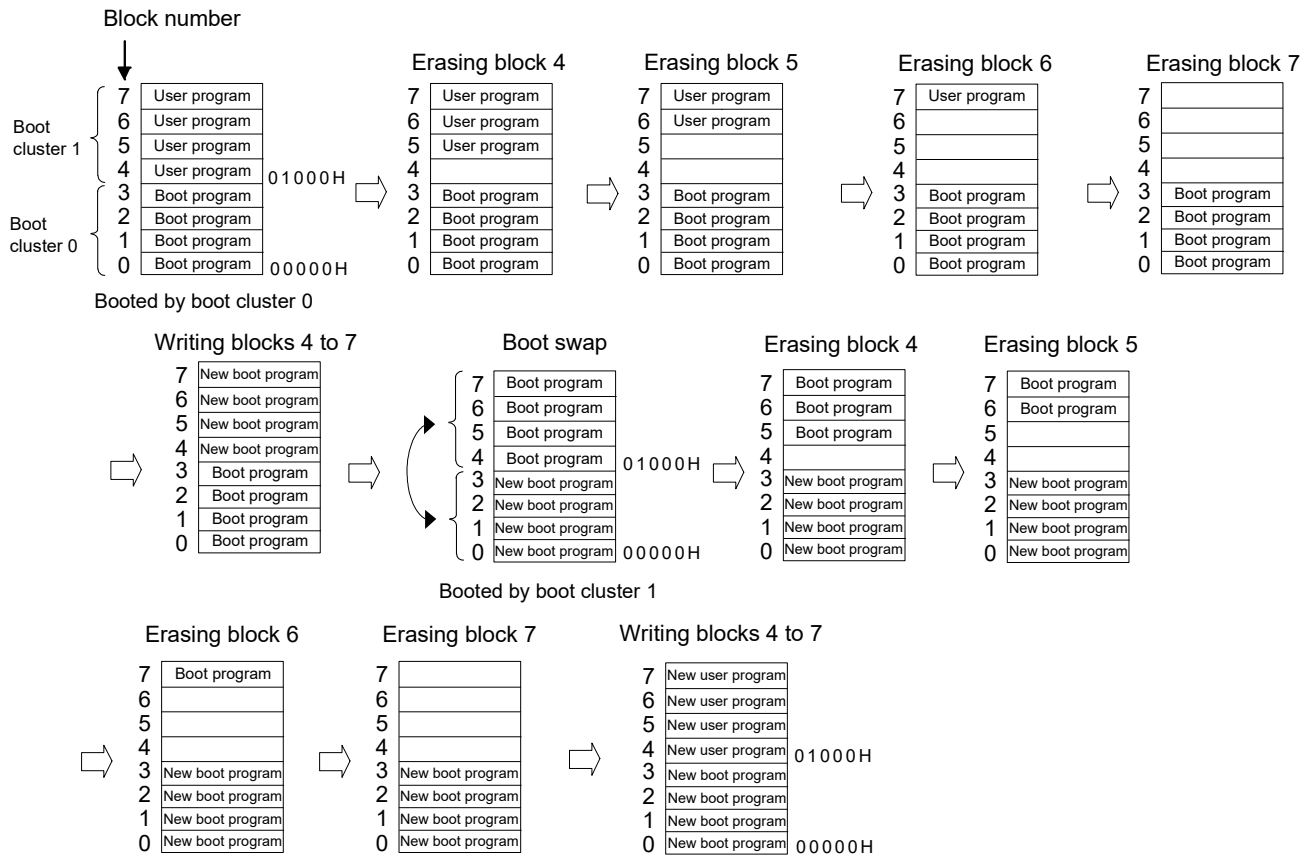 Block number
Erasing block 4
Erasing block 5
Erasing block 6
Erasing block 7
Boot
cluster 1
Boot
cluster 0
7 User program
6 User program
5 User program
4 User program
01000H
3 Boot program
2 Boot program
1 Boot program
0 Boot program
00000H
7 User program
6 User program
5 User program
4
3 Boot program
2 Boot program
1 Boot program
0 Boot program
7 User program
6 User program
5
4
3 Boot program
2 Boot program
1 Boot program
0 Boot program
7 User program
6
5
4
3 Boot program
2 Boot program
1 Boot program
0 Boot program
7
6
5
4
3 Boot program
2 Boot program
1 Boot program
0 Boot program
Booted by boot cluster 0
Writing blocks 4 to 7
Boot swap
Erasing block 4
Erasing block 5
7 New boot program
6 New boot program
5 New boot program
4 New boot program
3 Boot program
2 Boot program
1 Boot program
0 Boot program
7 Boot program
6 Boot program
5 Boot program
4 Boot program
01000H
3 New boot program
2 New boot program
1 New boot program
0 New boot program
00000H
7 Boot program
6 Boot program
5 Boot program
4
3 New boot program
2 New boot program
1 New boot program
0 New boot program
7 Boot program
6 Boot program
5
4
3 New boot program
2 New boot program
1 New boot program
0 New boot program
Booted by boot cluster 1
Erasing block 6
Erasing block 7
Writing blocks 4 to 7
7 Boot program
6
5
4
3 New boot program
2 New boot program
1 New boot program
0 New boot program
7
6
5
4
3 New boot program
2 New boot program
1 New boot program
0 New boot program
7 New user program
6 New user program
5 New user program
4 New user program
01000H
3 New boot program
2 New boot program
1 New boot program
0 New boot program
00000H